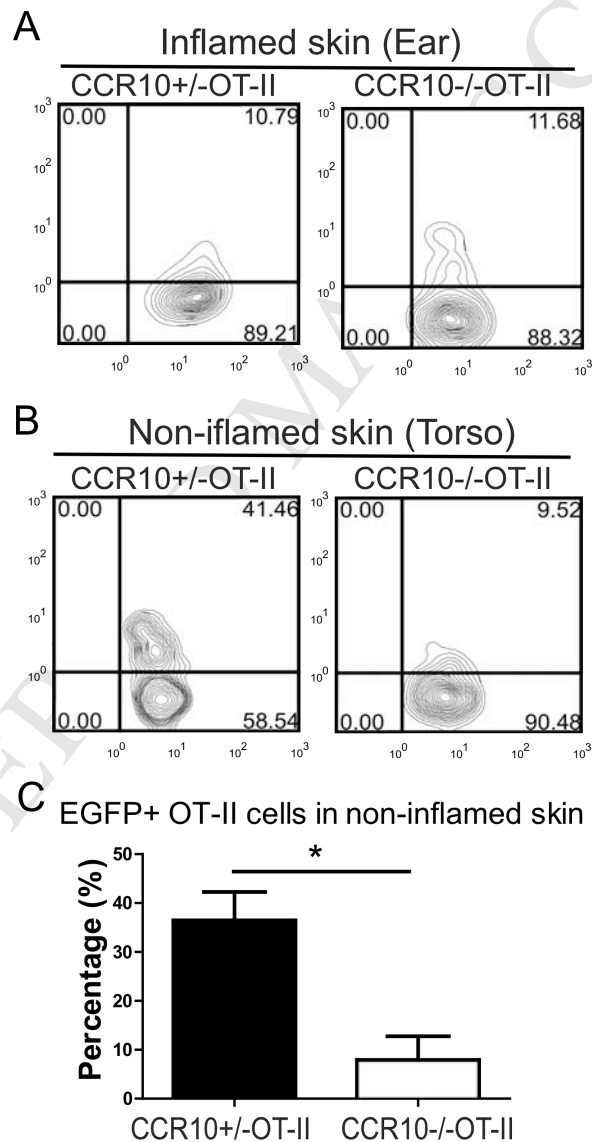 A
Inflamed skin (Ear)
CCR10+/-OT-II CCR10-/-OT-II
10³ 0.00 10.79 10³ 0.00 11.68
10² 10²
10¹ 10¹
10⁰ 10⁰
0.00 89.21 0.00 88.32
10⁰ 10¹ 10² 10³ 10⁰ 10¹ 10² 10³
B
Non-iflamed skin (Torso)
CCR10+/-OT-II CCR10-/-OT-II
10³ 0.00 41.46 10³ 0.00 9.52
10² 10²
10¹ 10¹
10⁰ 10⁰
0.00 58.54 0.00 90.48
10⁰ 10¹ 10² 10³ 10⁰ 10¹ 10² 10³
C
EGFP+ OT-II cells in non-inflamed skin
Percentage (%)
50
*
40
30
20
10
0
CCR10+/-OT-II CCR10-/-OT-II